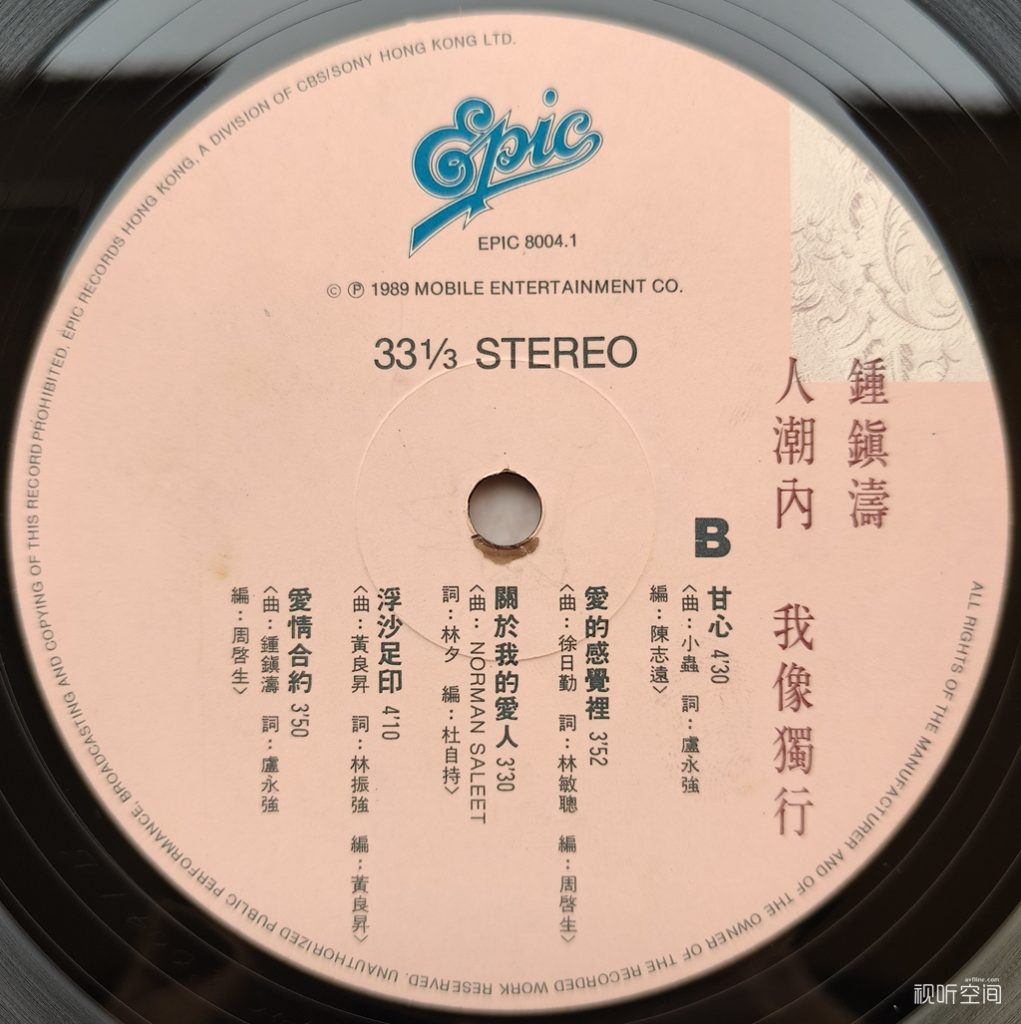 EPIC RECORDS HONG KONG, A DIVISION OF CBS/SONY HONG KONG LTD.
Epic
EPIC 8004.1
© ℗ 1989 MOBILE ENTERTAINMENT CO.
33⅓ STEREO
鍾鎮濤
人潮內 我像獨行
B
甘心 4'30
〈曲：小蟲 詞：盧永強
編：陳志遠〉
愛的感覺裡 3'52
〈曲：徐日勤 詞：林敏聰 編：周啓生〉
關於我的愛人 3'30
〈曲：NORMAN SALEET
詞：林夕 編：杜自持〉
浮沙足印 4'10
〈曲：黃良昇 詞：林振強 編：黃良昇〉
愛情合約 3'50
〈曲：鍾鎮濤 詞：盧永強
編：周啓生〉
ALL RIGHTS OF THE MANUFACTURER AND OF THE OWNER OF THE RECORDED WORK RESERVED. UNAUTHORIZED PUBLIC PERFORMANCE, BROADCASTING AND COPYING OF THIS RECORD PROHIBITED.
视听空间